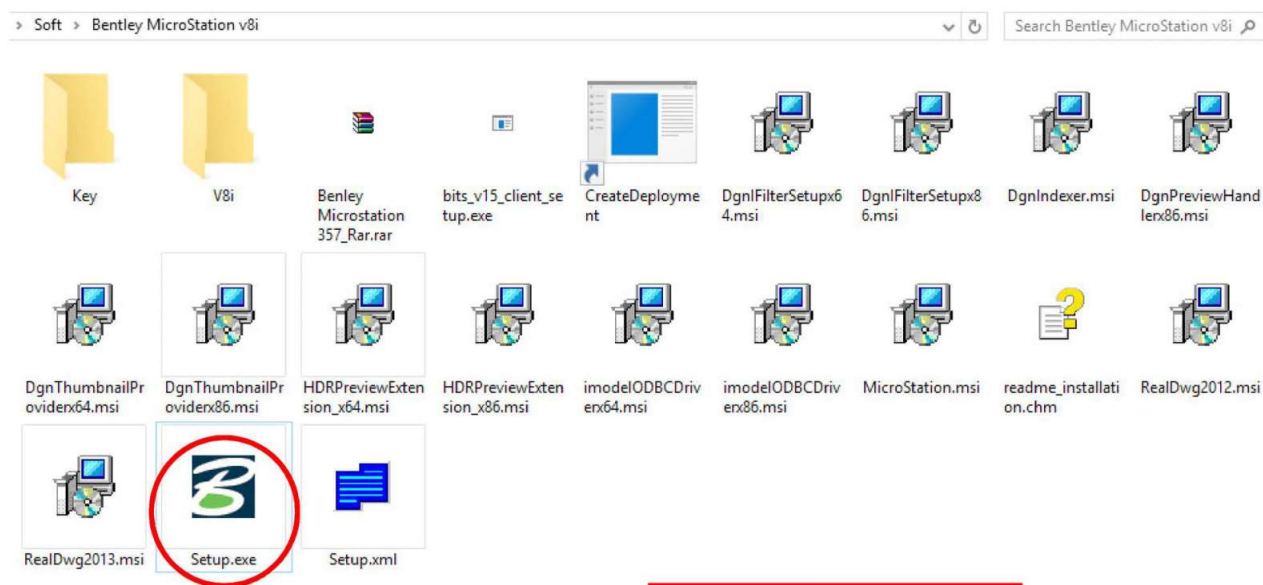 > Soft > Bentley MicroStation v8i
Search Bentley MicroStation v8i
Key
V8i
Benley
Microstation
357_Rar.rar
bits_v15_client_se
tup.exe
CreateDeployme
nt
DgnIFilterSetupx6
4.msi
DgnIFilterSetupx8
6.msi
DgnIndexer.msi
DgnPreviewHand
lerx86.msi
DgnThumbnailPr
oviderx64.msi
DgnThumbnailPr
oviderx86.msi
HDRPreviewExten
sion_x64.msi
HDRPreviewExten
sion_x86.msi
imodelODBCDriv
erx64.msi
imodelODBCDriv
erx86.msi
MicroStation.msi
readme_installati
on.chm
RealDwg2012.msi
RealDwg2013.msi
Setup.exe
Setup.xml